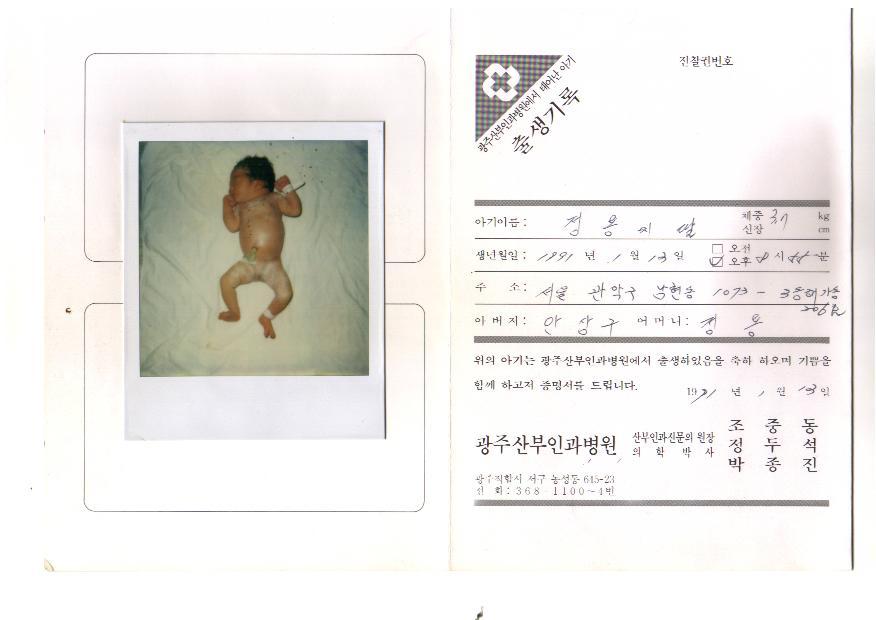 진찰권번호
광주산부인과병원에서 태어난 아기
출생기록
아기이름: 정 용 씨 딸 체중 3.7 kg
신장 cm
생년월일: 1991 년 1 월 13 일 오전
오후 8 시 분
주 소: 서울 관악구 남현동 1073 -
206호
아버지: 안 상 구 어머니: 정 용
위의 아기는 광주산부인과병원에서 출생하였음을 축하 하오며 기쁨을
함께 하고저 증명서를 드립니다.
1991 년 1 월 13 일
광주산부인과병원 산부인과전문의 원장
의 학 박 사
조 중 동
정 두 석
박 종 진
광주직할시 서구 농성동 645-23
전 화 : 368-1100~4번